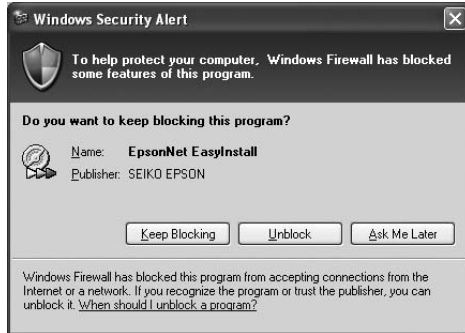 Windows Security Alert
To help protect your computer, Windows Firewall has blocked
some features of this program.
Do you want to keep blocking this program?
Name: EpsonNet EasyInstall
Publisher: SEIKO EPSON
Keep Blocking Unblock Ask Me Later
Windows Firewall has blocked this program from accepting connections from the
Internet or a network. If you recognize the program or trust the publisher, you can
unblock it. When should I unblock a program?